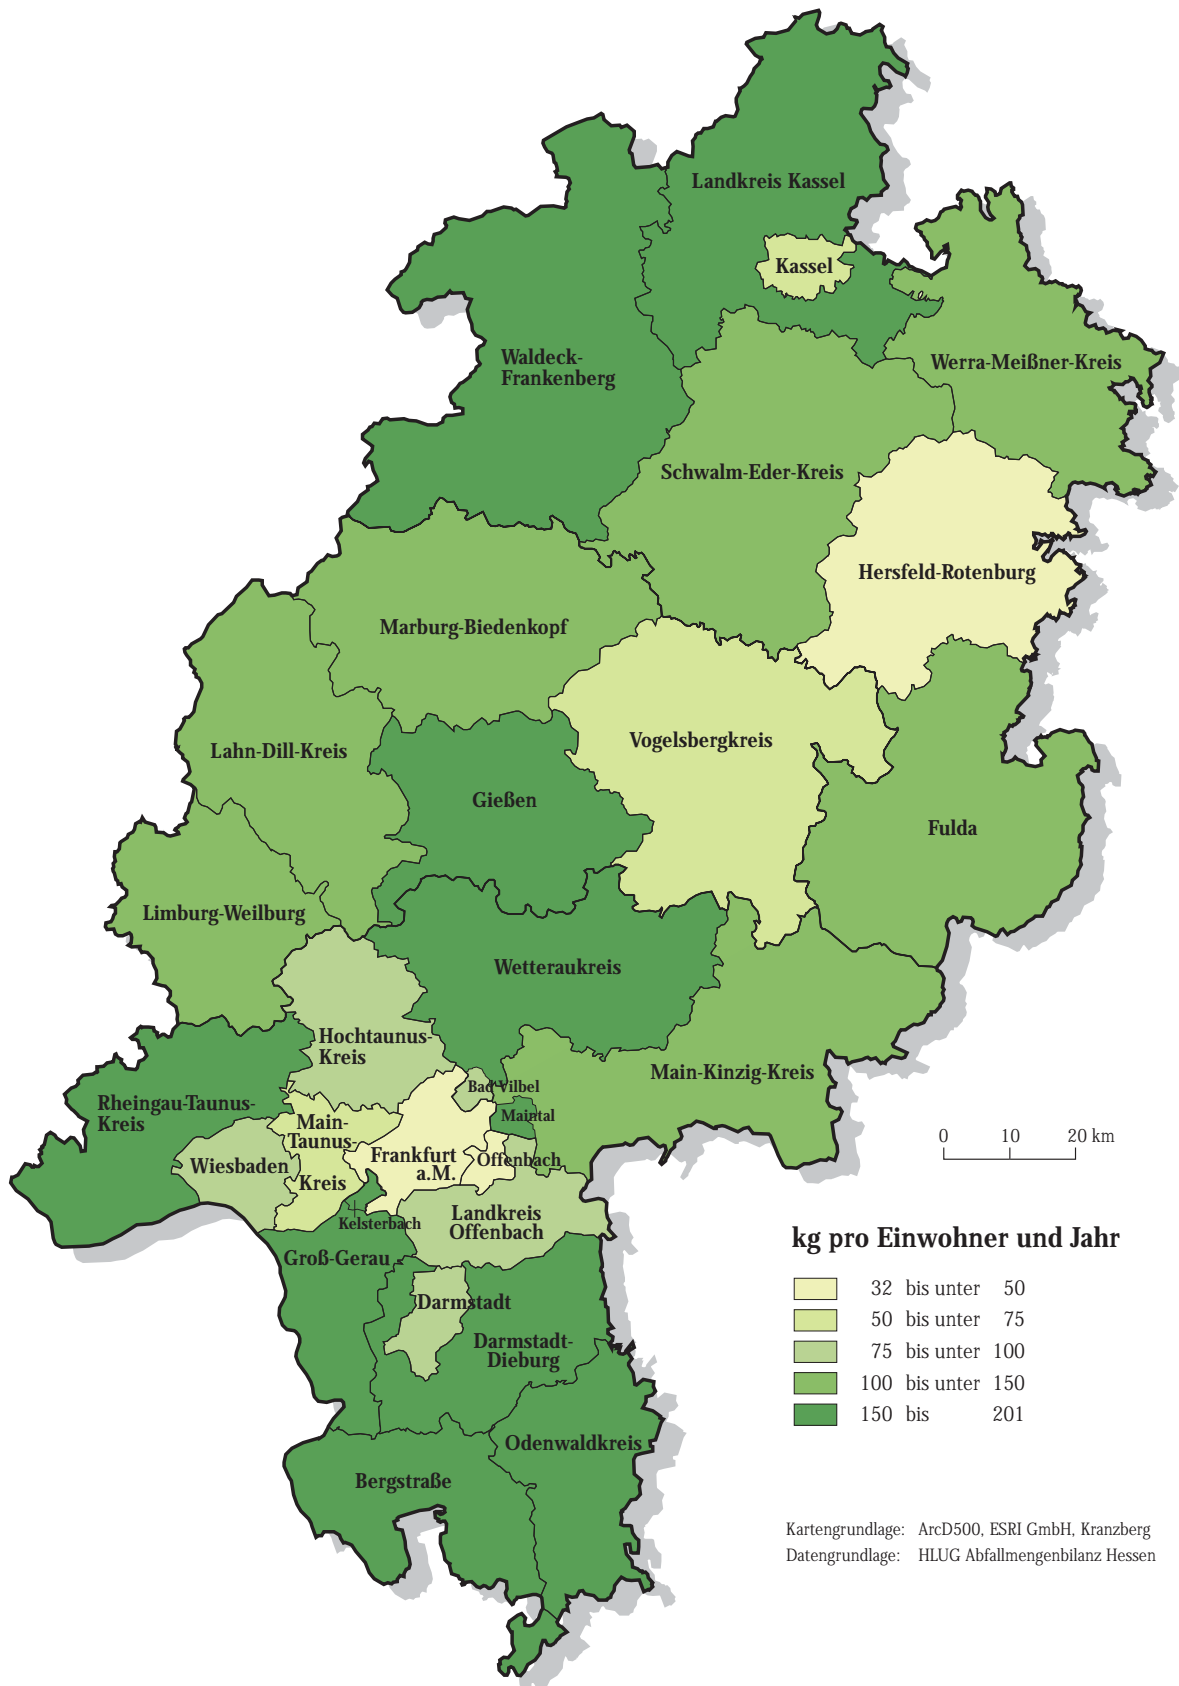 Landkreis Kassel
Kassel
Waldeck-
Frankenberg
Werra-Meißner-Kreis
Schwalm-Eder-Kreis
Hersfeld-Rotenburg
Marburg-Biedenkopf
Vogelsbergkreis
Lahn-Dill-Kreis
Gießen
Fulda
Limburg-Weilburg
Wetteraukreis
Hochtaunus-
Kreis
Main-Kinzig-Kreis
Bad Vilbel
Rheingau-Taunus-
Kreis
Maintal
Main-
Taunus-
Kreis
Frankfurt
a.M.
Offenbach
Wiesbaden
Kelsterbach
Landkreis
Offenbach
Groß-Gerau
Darmstadt
Darmstadt-
Dieburg
Odenwaldkreis
Bergstraße
0 10 20 km
kg pro Einwohner und Jahr
32 bis unter 50
50 bis unter 75
75 bis unter 100
100 bis unter 150
150 bis 201
Kartengrundlage: ArcD500, ESRI GmbH, Kranzberg
Datengrundlage: HLUG Abfallmengenbilanz Hessen